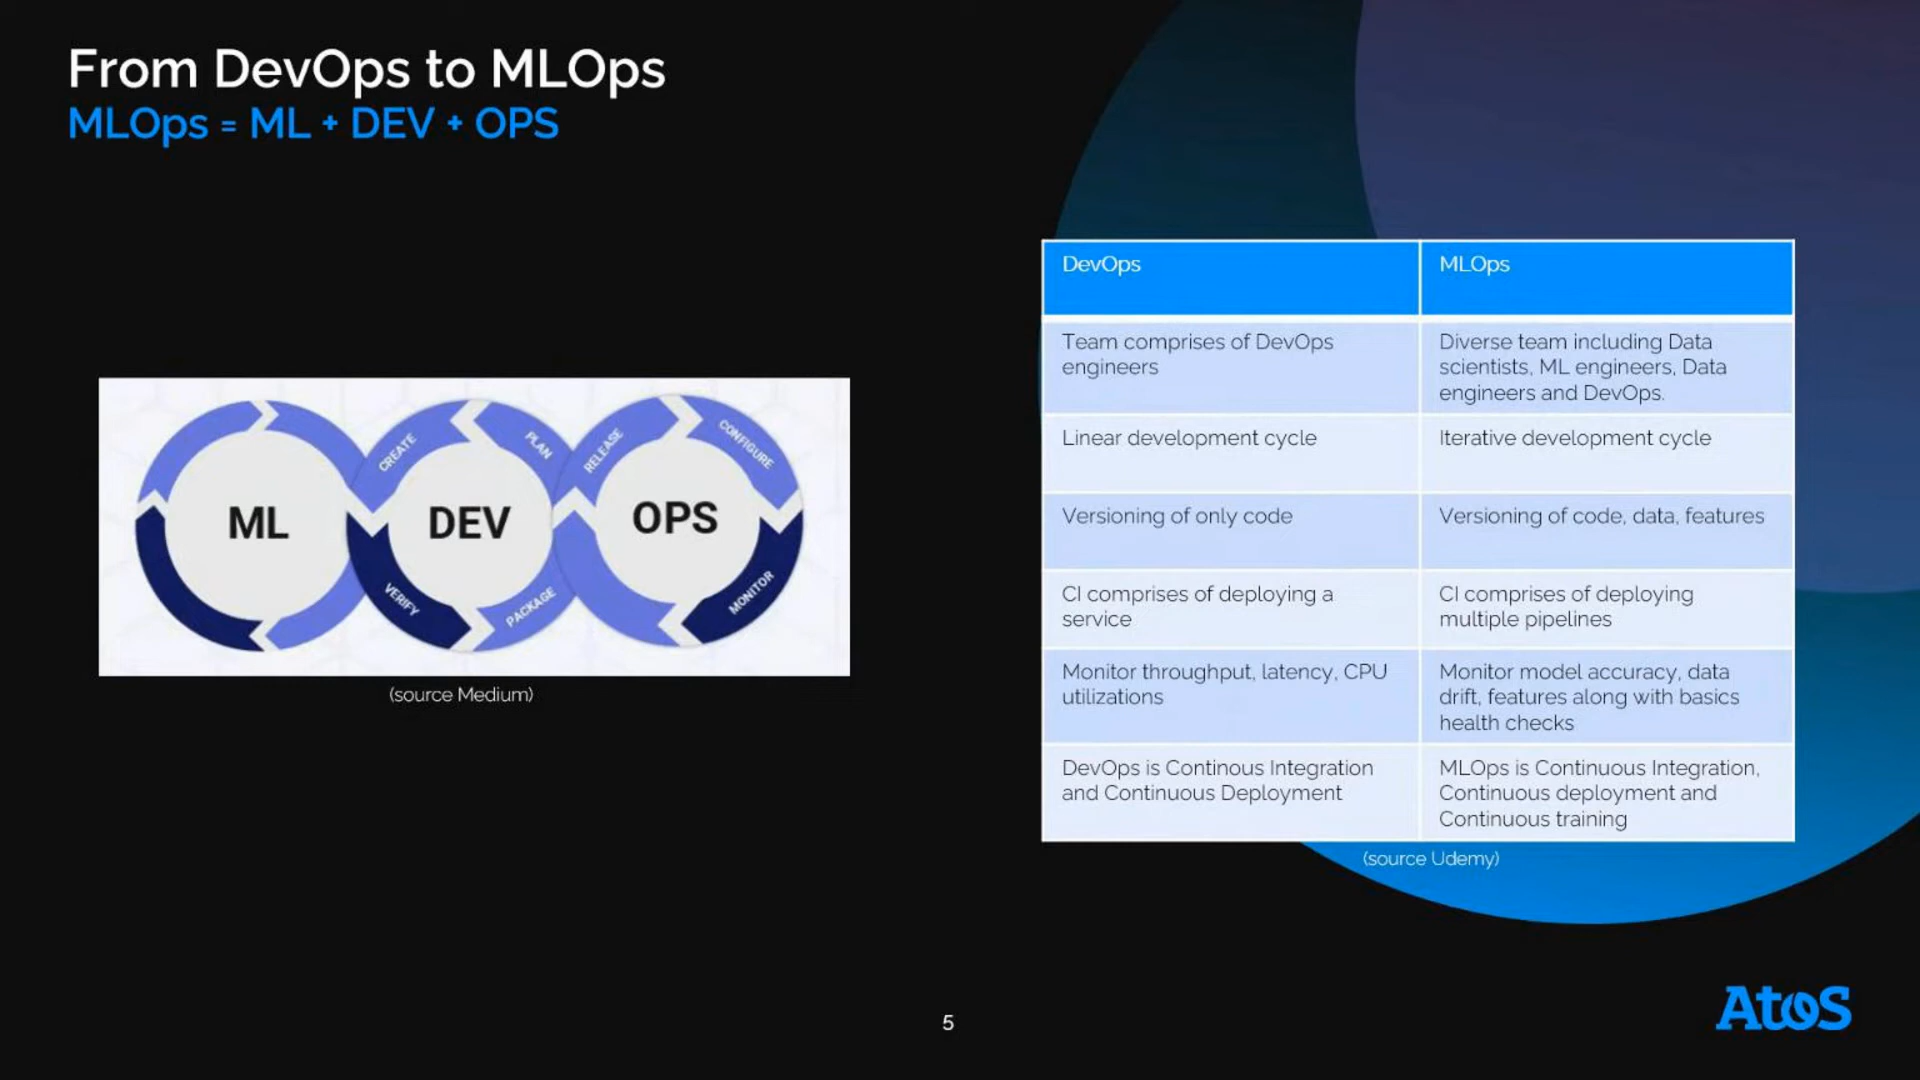 From DevOps to MLOps
MLOps = ML + DEV + OPS
ML
DEV
OPS
CREATE
PLAN
VERIFY
PACKAGE
RELEASE
CONFIGURE
MONITOR
(source Medium)
DevOps
MLOps
Team comprises of DevOps
engineers
Diverse team including Data
scientists, ML engineers, Data
engineers and DevOps.
Linear development cycle
Iterative development cycle
Versioning of only code
Versioning of code, data, features
CI comprises of deploying a
service
CI comprises of deploying
multiple pipelines
Monitor throughput, latency, CPU
utilizations
Monitor model accuracy, data
drift, features along with basics
health checks
DevOps is Continous Integration
and Continuous Deployment
MLOps is Continuous Integration,
Continuous deployment and
Continuous training
(source Udemy)
5
Atos